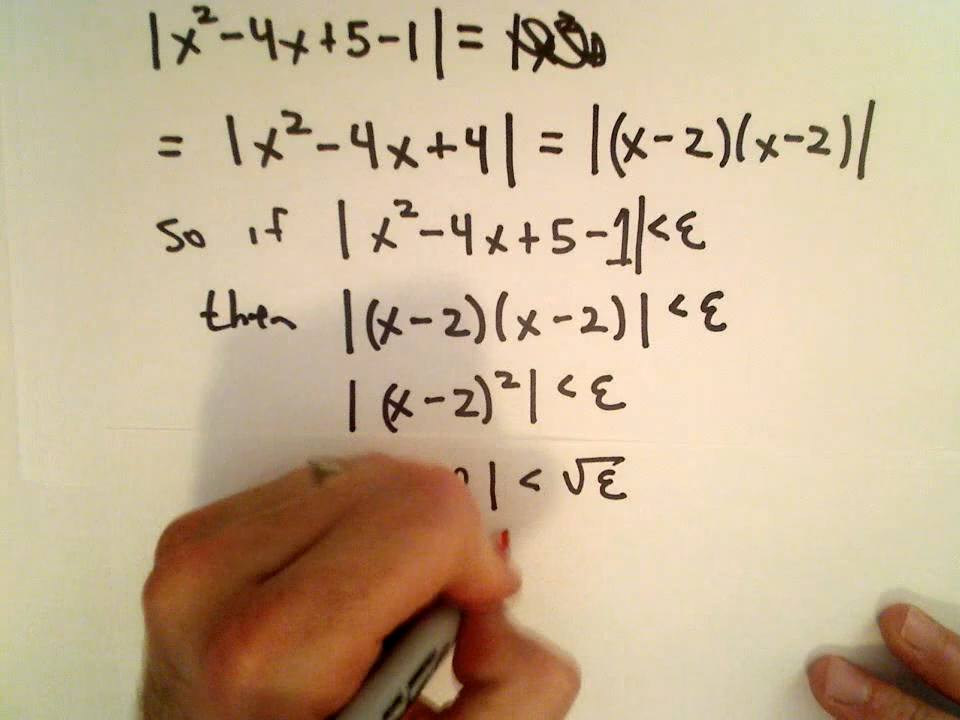 |x²-4x+5-1| =
= |x²-4x+4| = |(x-2)(x-2)|
so if |x²-4x+5-1|<ε
then |(x-2)(x-2)| < ε
|(x-2)²| < ε
| < √ε